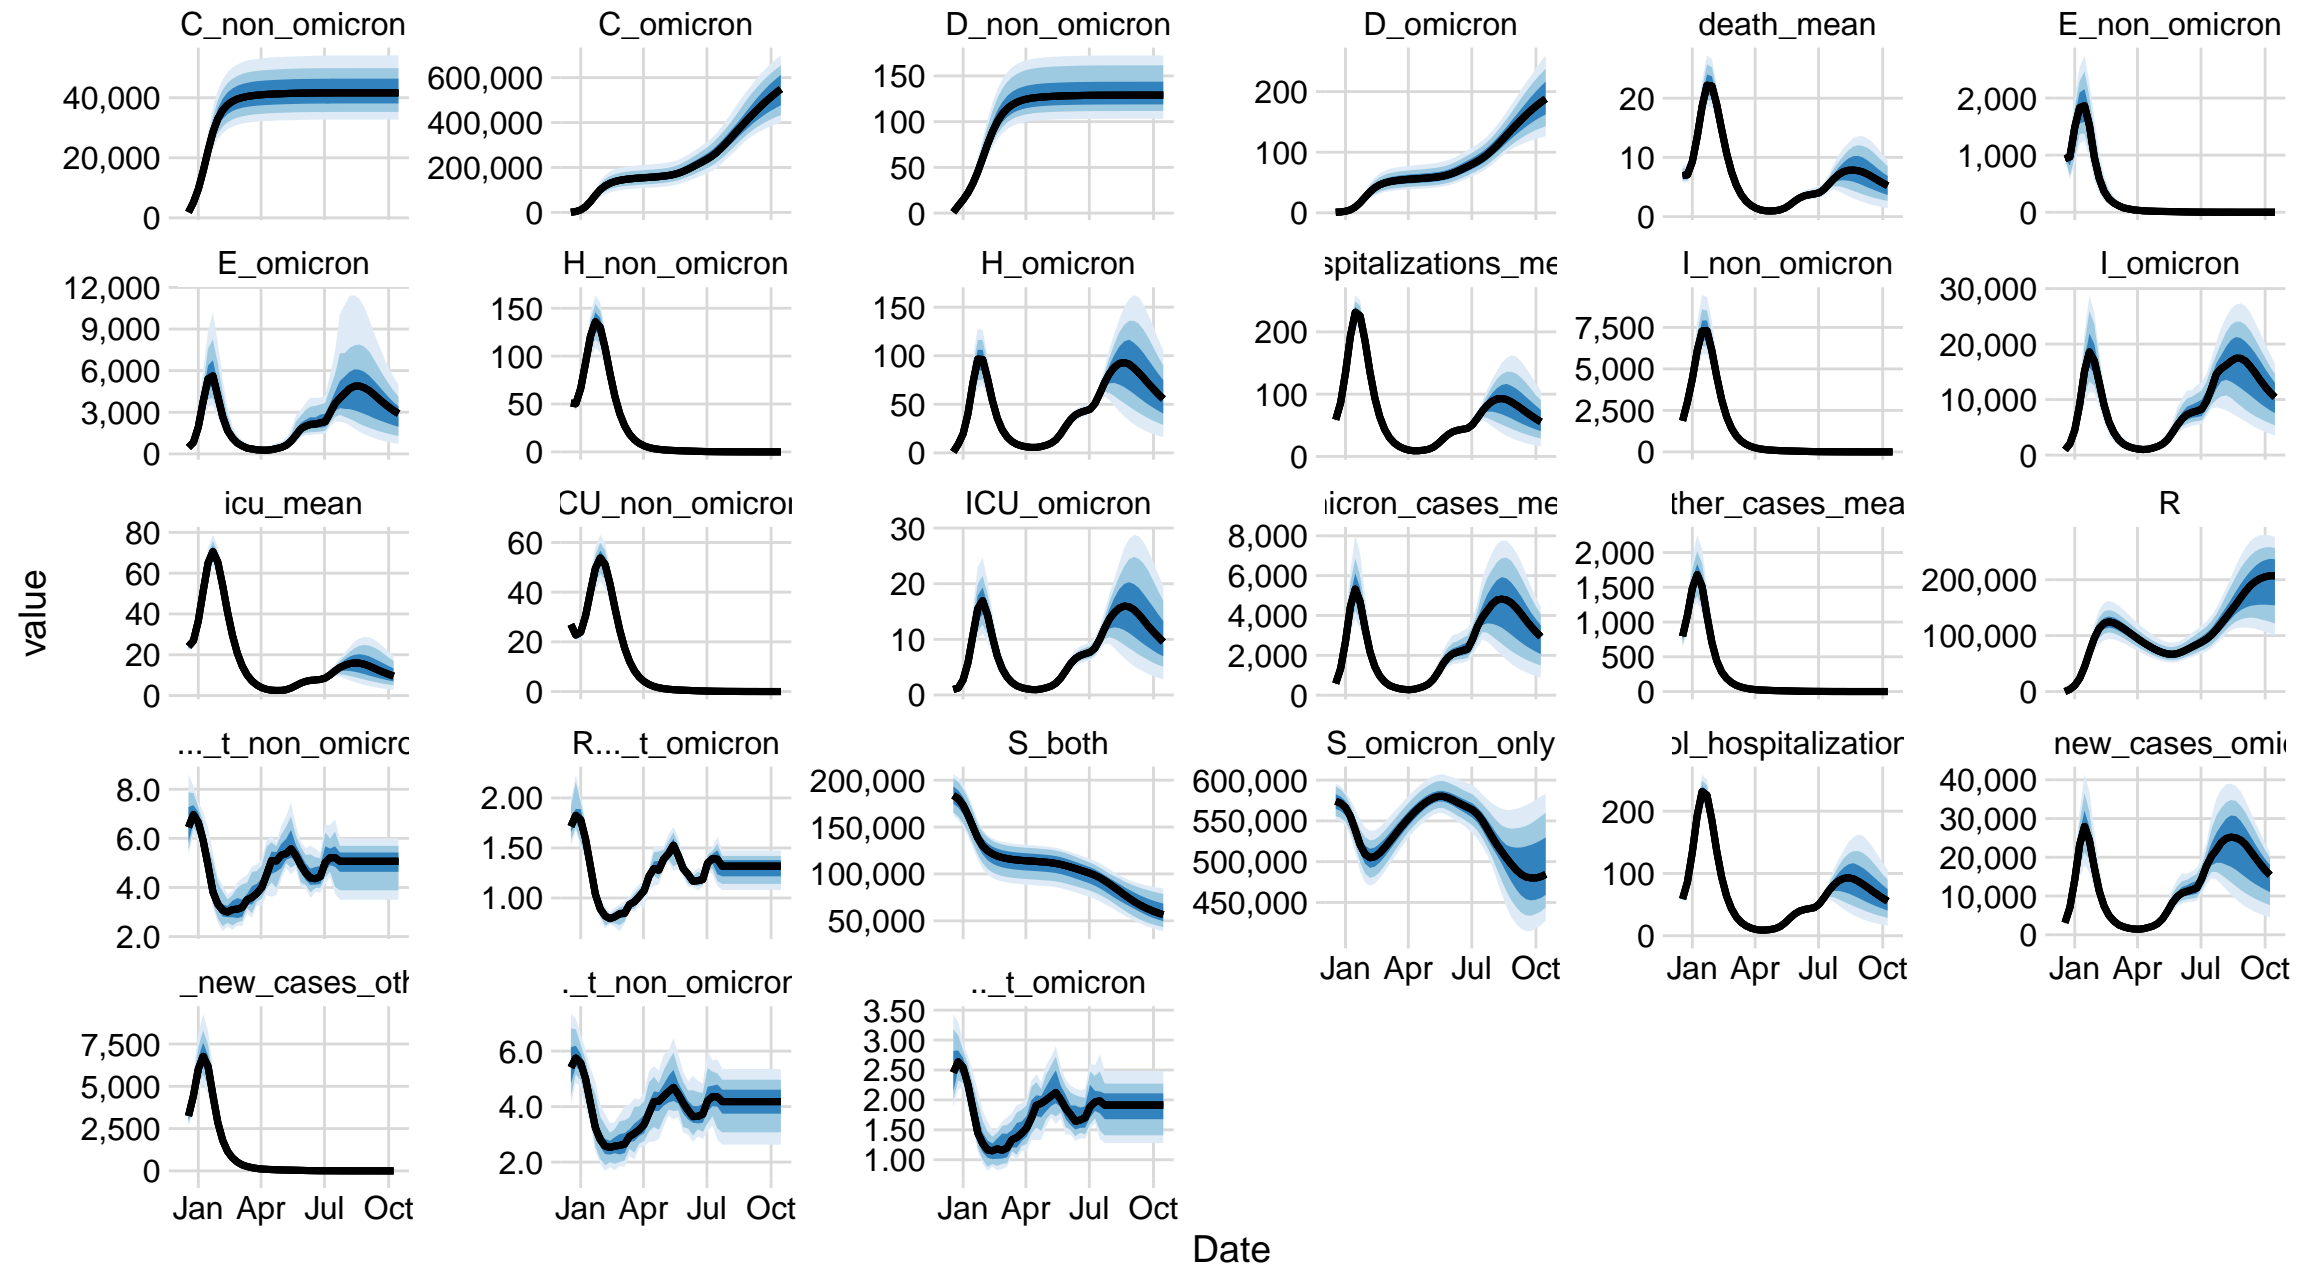 C_non_omicron C_omicron D_non_omicron D_omicron death_mean E_non_omicron
40,000 20,000 0
600,000 400,000 200,000 0
150 100 50 0
200 100 0
20 10 0
2,000 1,000 0
E_omicron H_non_omicron H_omicron spitalizations_me I_non_omicron I_omicron
12,000 9,000 6,000 3,000 0
150 100 50 0
150 100 50 0
200 100 0
7,500 5,000 2,500 0
30,000 20,000 10,000 0
value
icu_mean CU_non_omicron ICU_omicron icron_cases_me ther_cases_mea R
80 60 40 20 0
60 40 20 0
30 20 10 0
8,000 6,000 4,000 2,000 0
2,000 1,500 1,000 500 0
200,000 100,000 0
..._t_non_omicro R..._t_omicron S_both S_omicron_only ol_hospitalization new_cases_omic
8.0 6.0 4.0 2.0
2.00 1.50 1.00
200,000 150,000 100,000 50,000
600,000 550,000 500,000 450,000
200 100 0
40,000 30,000 20,000 10,000 0
Jan Apr Jul Oct Jan Apr Jul Oct Jan Apr Jul Oct
_new_cases_oth ._t_non_omicron .._t_omicron
7,500 5,000 2,500 0
6.0 4.0 2.0
3.50 3.00 2.50 2.00 1.50 1.00
Jan Apr Jul Oct Jan Apr Jul Oct Jan Apr Jul Oct
Date